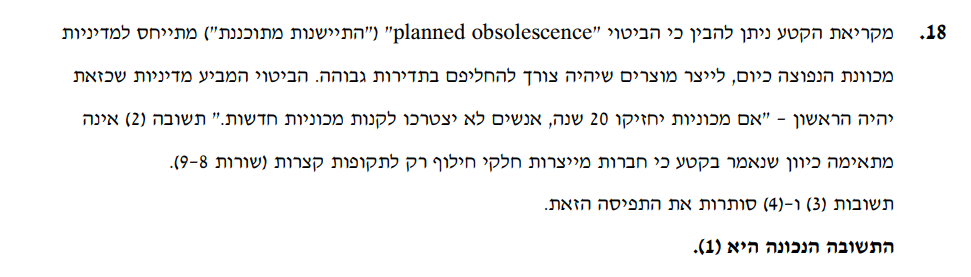 18. מקריאת הקטע ניתן להבין כי הביטוי "planned obsolescence" ("התיישנות מתוכננת") מתייחס למדיניות
מכוונת הנפוצה כיום, לייצר מוצרים שיהיה צורך להחליפם בתדירות גבוהה. הביטוי המביע מדיניות שכזאת
יהיה הראשון – "אם מכוניות יחזיקו 20 שנה, אנשים לא יצטרכו לקנות מכוניות חדשות." תשובה (2) אינה
מתאימה כיוון שנאמר בקטע כי חברות מייצרות חלקי חילוף רק לתקופות קצרות (שורות 8–9).
תשובות (3) ו-(4) סותרות את התפיסה הזאת.
התשובה הנכונה היא (1).